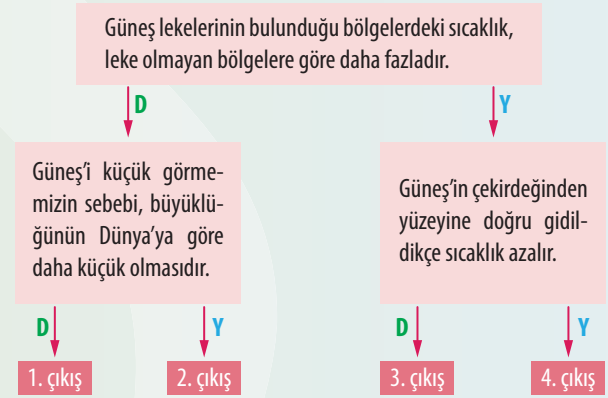 Güneş lekelerinin bulunduğu bölgelerdeki sıcaklık,
leke olmayan bölgelere göre daha fazladır.
D
Y
Güneş’i küçük görme-
mizin sebebi, büyüklü-
ğünün Dünya’ya göre
daha küçük olmasıdır.
Güneş’in çekirdeğinden
yüzeyine doğru gidil-
dikçe sıcaklık azalır.
D
Y
D
Y
1. çıkış
2. çıkış
3. çıkış
4. çıkış